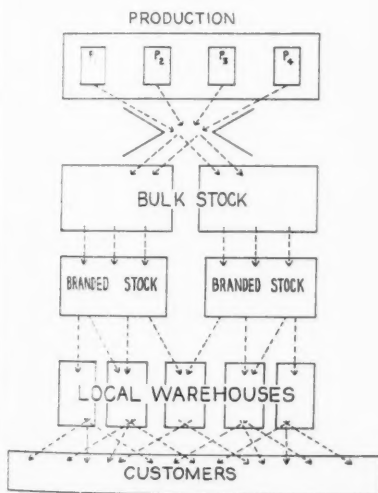 PRODUCTION
P₂ P₃ P₄
BULK STOCK
BRANDED STOCK BRANDED STOCK
LOCAL WAREHOUSES
CUSTOMERS